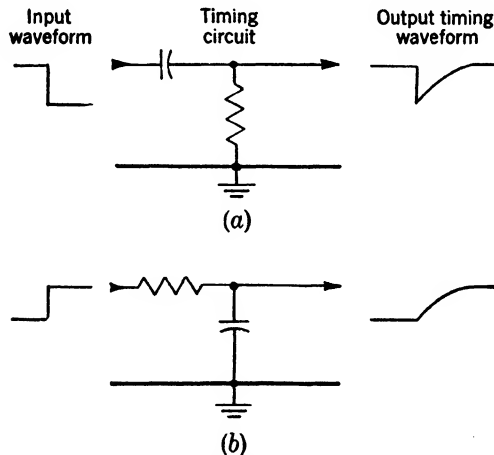 Input
waveform
Timing
circuit
Output timing
waveform
(a)
(b)